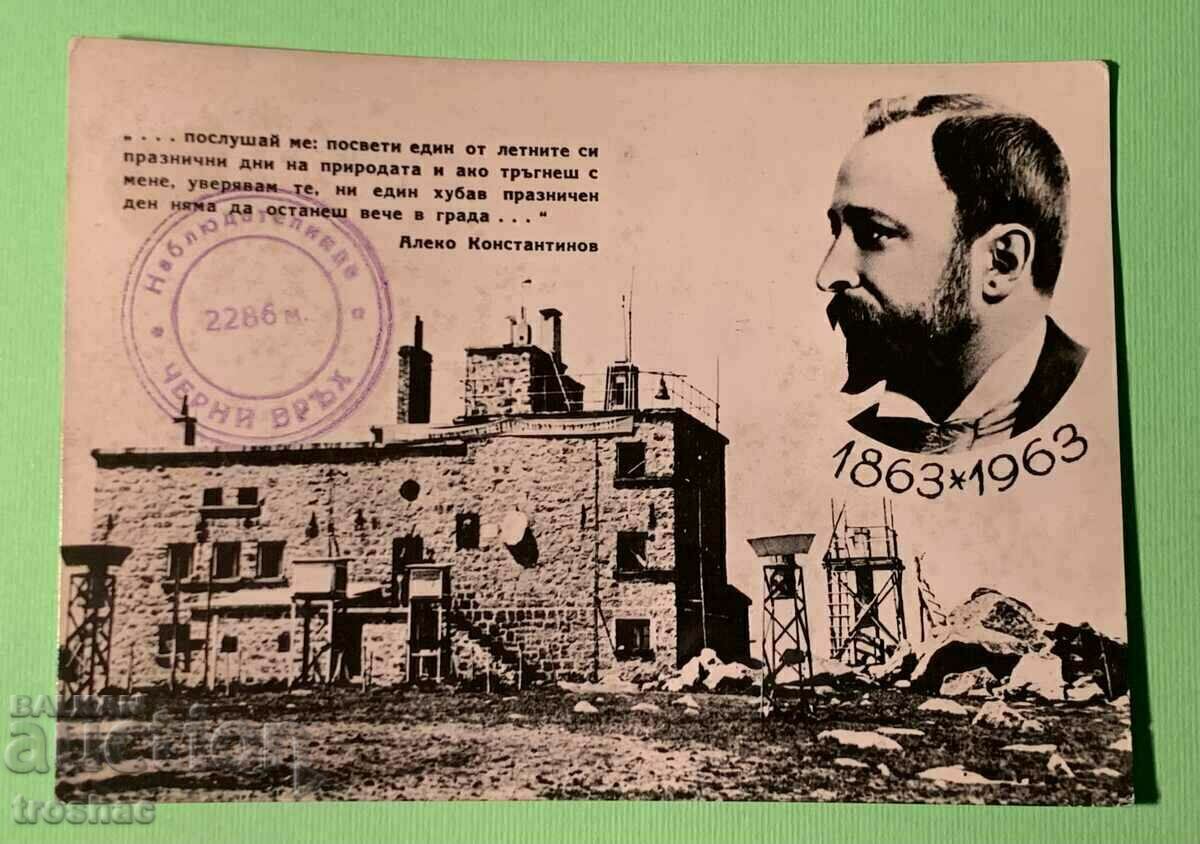 „ . . . послушай ме: посвети един от летните си
празнични дни на природата и ако тръгнеш с
мене, уверявам те, ни един хубав празничен
ден няма да останеш вече в града . . . “
Алеко Константинов
Наблюдателище
2286 м.
* ЧЕРНИ ВРЪХ *
1863*1963
BALKAN
auction
troshac